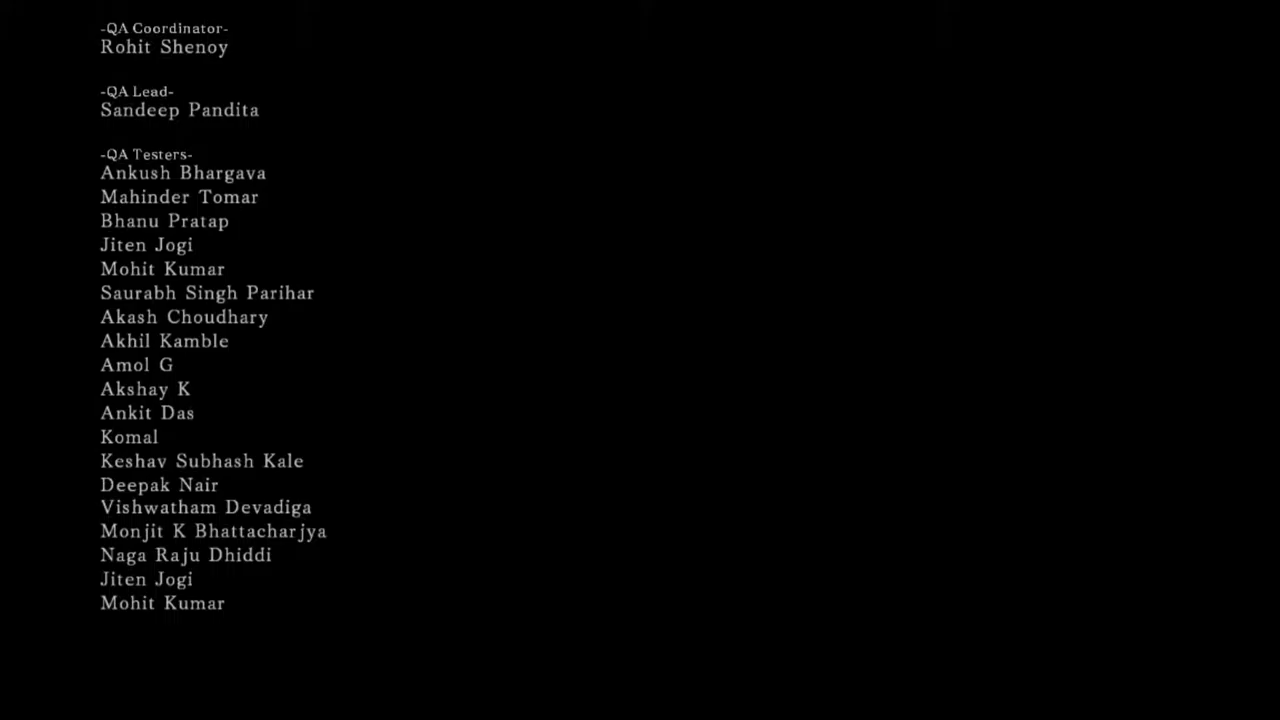 -QA Coordinator-
Rohit Shenoy
-QA Lead-
Sandeep Pandita
-QA Testers-
Ankush Bhargava
Mahinder Tomar
Bhanu Pratap
Jiten Jogi
Mohit Kumar
Saurabh Singh Parihar
Akash Choudhary
Akhil Kamble
Amol G
Akshay K
Ankit Das
Komal
Keshav Subhash Kale
Deepak Nair
Vishwatham Devadiga
Monjit K Bhattacharjya
Naga Raju Dhiddi
Jiten Jogi
Mohit Kumar